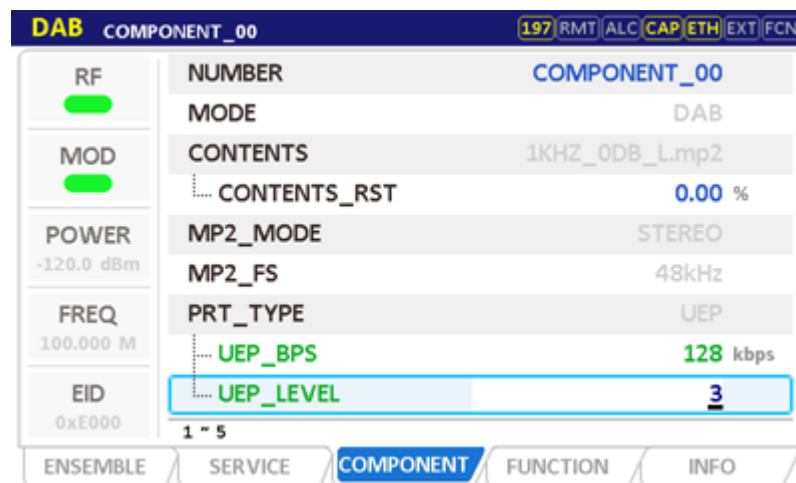 DAB COMPONENT_00 197 RMT ALC CAP ETH EXT FCN
RF
MOD
POWER
-120.0 dBm
FREQ
100.000 M
EID
0xE000
NUMBER COMPONENT_00
MODE DAB
CONTENTS 1KHZ_0DB_L.mp2
CONTENTS_RST 0.00 %
MP2_MODE STEREO
MP2_FS 48kHz
PRT_TYPE UEP
UEP_BPS 128 kbps
UEP_LEVEL 3
1 ~ 5
ENSEMBLE SERVICE COMPONENT FUNCTION INFO